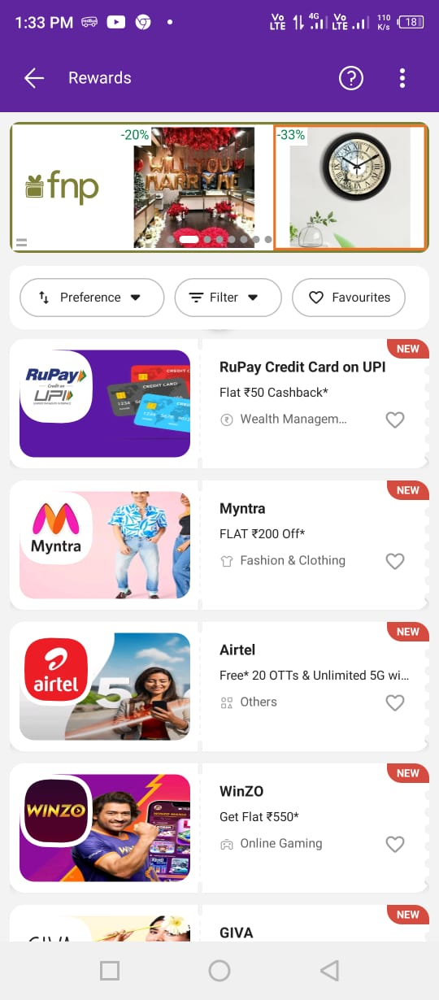 1:33 PM
Vo LTE
4G
Vo LTE
110 K/s
18
Rewards
fnp
-20%
WILL YOU
MARRY ME
-33%
Preference
Filter
Favourites
NEW
RuPay
Credit on
UPI
CREDIT CARD
RuPay Credit Card on UPI
Flat ₹50 Cashback*
Wealth Managem...
NEW
Myntra
Myntra
FLAT ₹200 Off*
Fashion & Clothing
NEW
airtel
5
Airtel
Free* 20 OTTs & Unlimited 5G wi...
Others
NEW
WINZO
WinZO
Get Flat ₹550*
Online Gaming
NEW
GIVA
GIVA